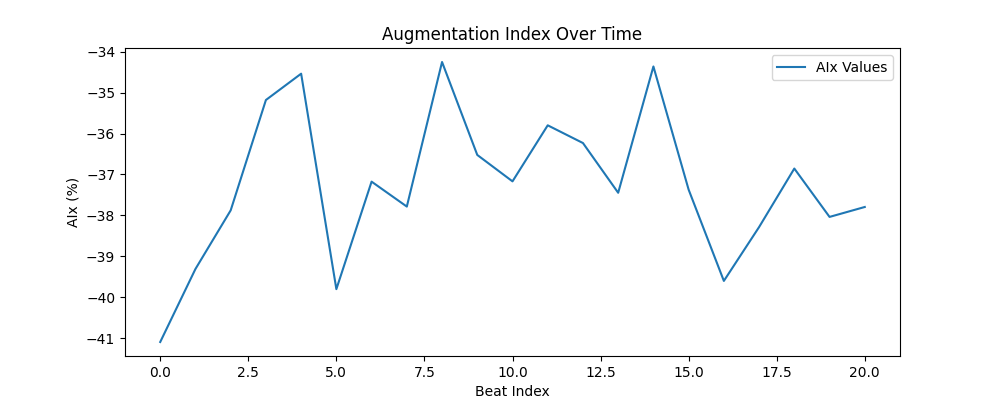 Augmentation Index Over Time
AIx Values
−34
−35
−36
−37
−38
−39
−40
−41
AIx (%)
0.0 2.5 5.0 7.5 10.0 12.5 15.0 17.5 20.0
Beat Index